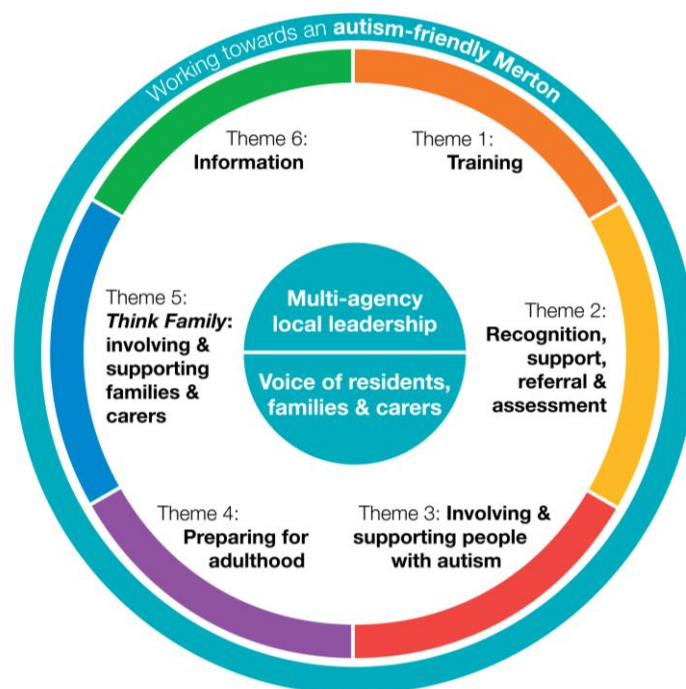 Working towards an autism-friendly Merton
Theme 1:
Training
Theme 2:
Recognition,
support,
referral &
assessment
Theme 3: Involving &
supporting people
with autism
Theme 4:
Preparing for
adulthood
Theme 5:
Think Family:
involving &
supporting
families &
carers
Theme 6:
Information
Multi-agency
local leadership
Voice of residents,
families & carers